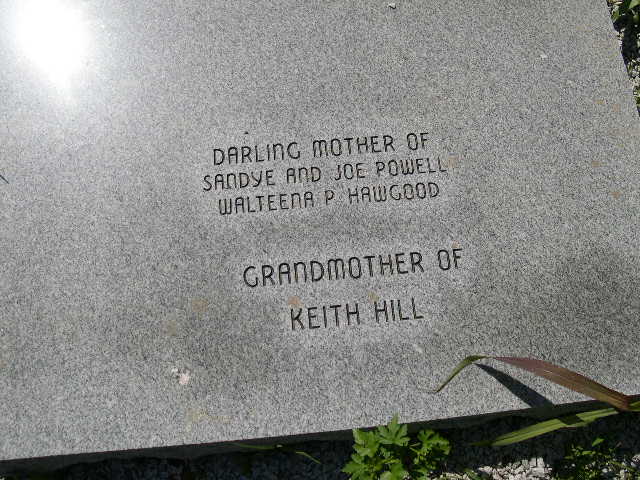 DARLING MOTHER OF
SANDYE AND JOE POWELL
WALTEENA P. HAWGOOD
GRANDMOTHER OF
KEITH HILL